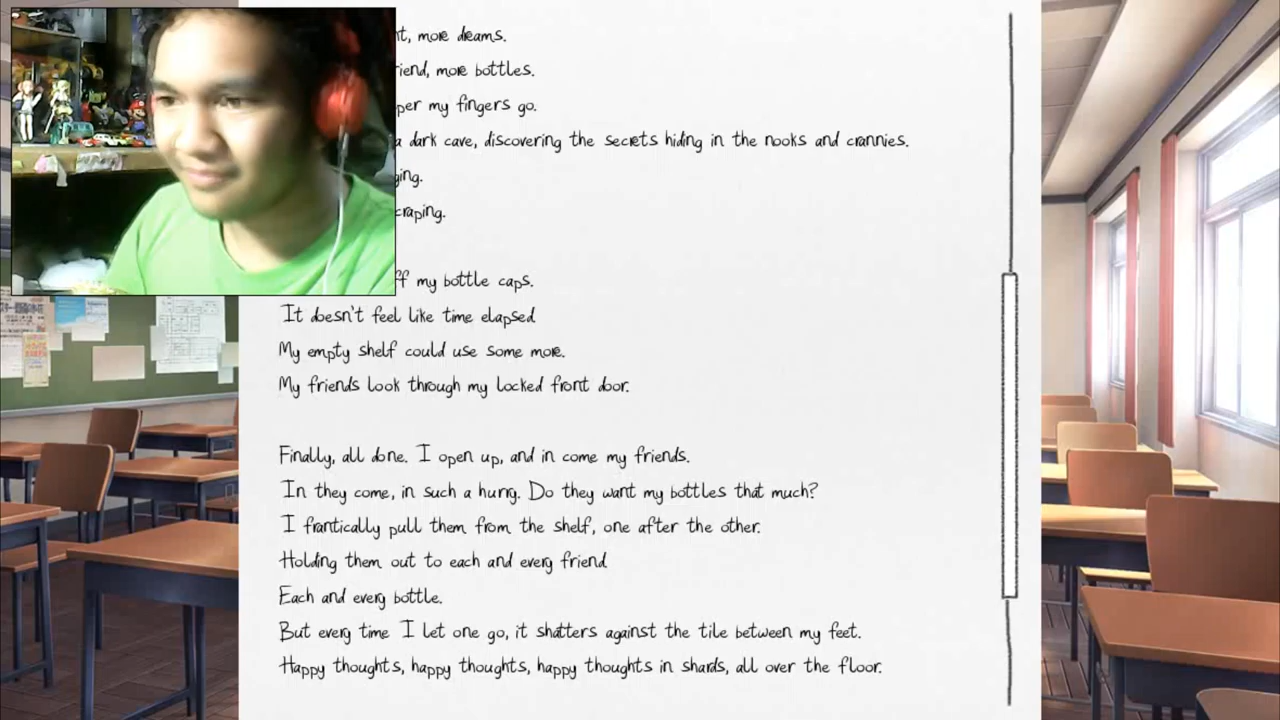 more dreams.
more bottles.
my fingers go.
a dark cave, discovering the secrets hiding in the nooks and crannies.
my bottle caps.
It doesn't feel like time elapsed
My empty shelf could use some more.
My friends look through my locked front door.
Finally, all done. I open up, and in come my friends.
In they come, in such a hurry. Do they want my bottles that much?
I frantically pull them from the shelf, one after the other.
Holding them out to each and every friend
Each and every bottle.
But every time I let one go, it shatters against the tile between my feet.
Happy thoughts, happy thoughts, happy thoughts in shards, all over the floor.